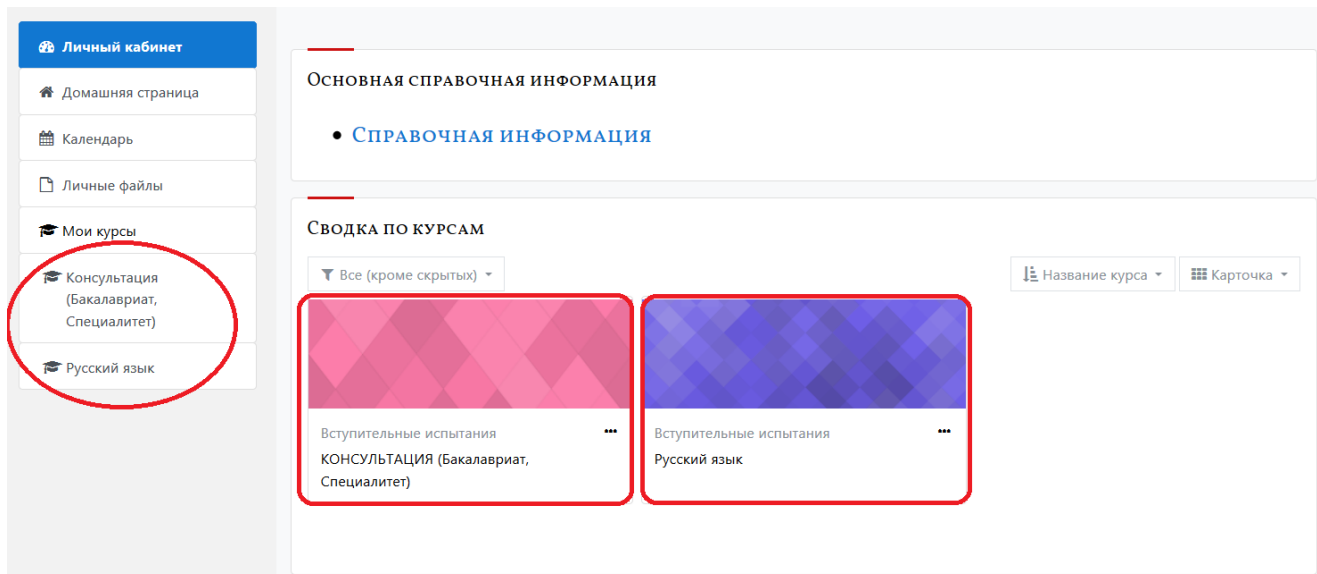 Личный кабинет
Домашняя страница
Календарь
Личные файлы
Мои курсы
Консультация
(Бакалавриат,
Специалитет)
Русский язык
Основная справочная информация
Справочная информация
Сводка по курсам
Все (кроме скрытых)
Название курса
Карточка
Вступительные испытания
КОНСУЛЬТАЦИЯ (Бакалавриат,
Специалитет)
Вступительные испытания
Русский язык